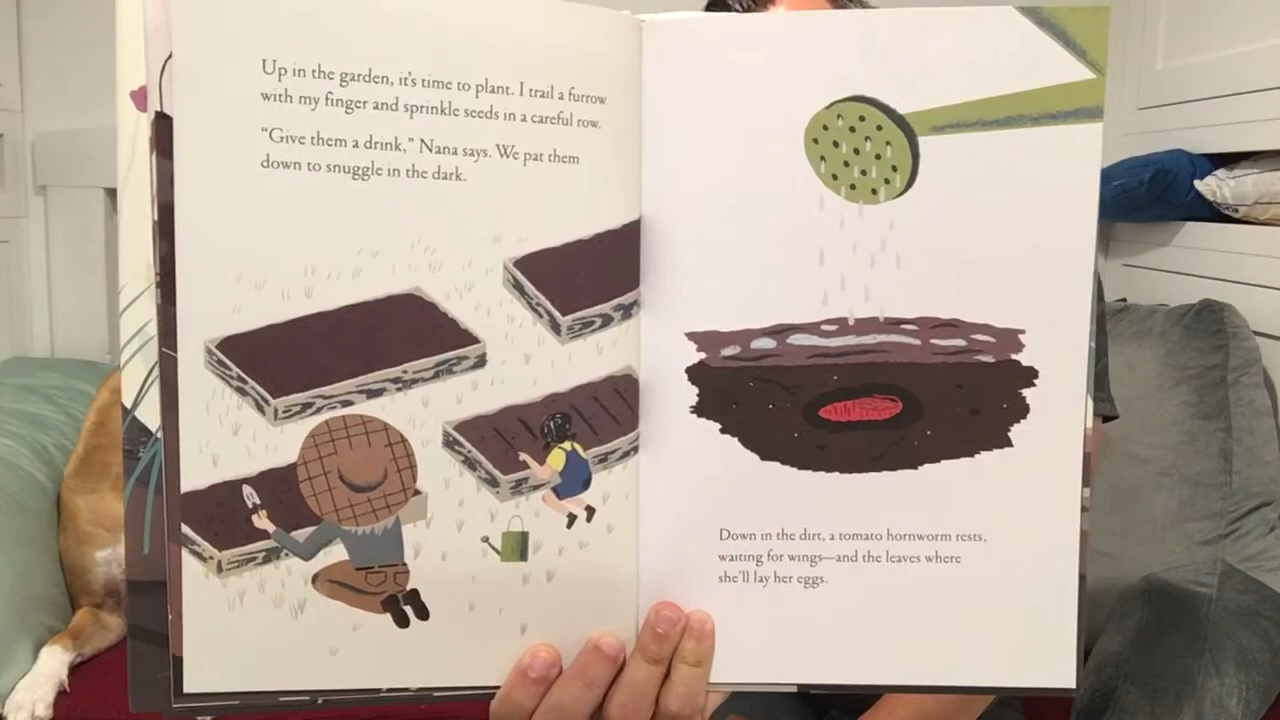 Up in the garden, it's time to plant. I trail a furrow
with my finger and sprinkle seeds in a careful row.
“Give them a drink,” Nana says. We pat them
down to snuggle in the dark.
Down in the dirt, a tomato hornworm rests,
waiting for wings—and the leaves where
she'll lay her eggs.